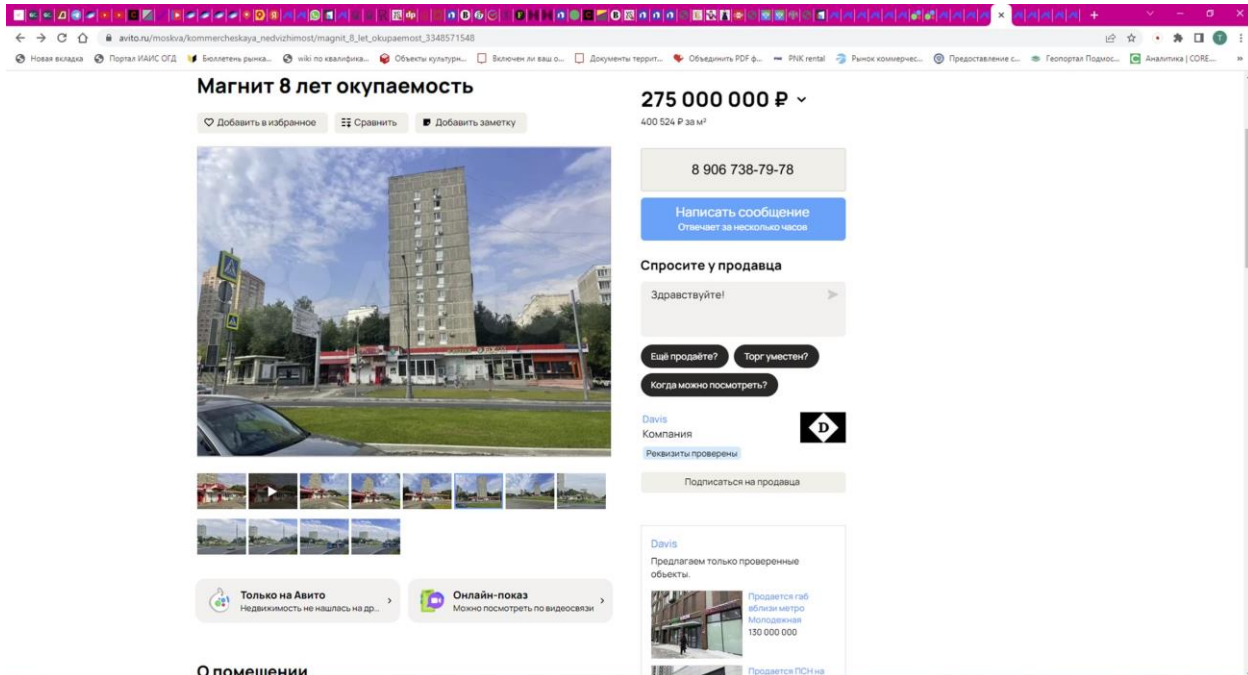 avito.ru/moskva/kommercheskaya_nedvizhimost/magnit_8_let_okupaemost_3348571548
Новая вкладка
Портал ИАИС ОГД
Бюллетень рынка...
wiki по квалифика...
Объекты культурн...
Включен ли ваш о...
Документы террит...
Объединить PDF ф...
PNK rental
Рынок коммерчес...
Предоставление с...
Геопортал Подмос...
Аналитика | CORE...
Магнит 8 лет окупаемость
Добавить в избранное
Сравнить
Добавить заметку
275 000 000 ₽
400 524 ₽ за м²
8 906 738-79-78
Написать сообщение
Отвечает за несколько часов
Спросите у продавца
Здравствуйте!
Ещё продаёте?
Торг уместен?
Когда можно посмотреть?
Davis
Компания
D
Реквизиты проверены
Подписаться на продавца
Только на Авито
Недвижимость не нашлась на др...
Онлайн-показ
Можно посмотреть по видеосвязи
Davis
Предлагаем только проверенные
объекты.
Продается габ
вблизи метро
Молодежная
130 000 000
Продается ПСН на
О помещении